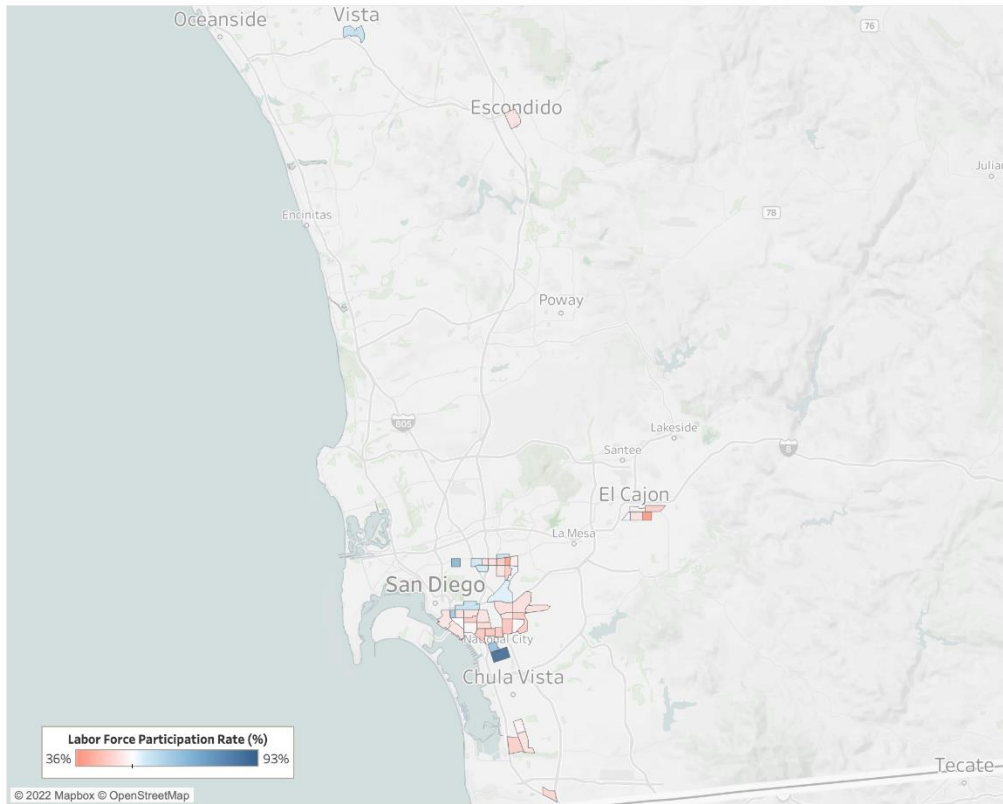 Vista
Oceanside
76
Escondido
Encinitas
78
Poway
805
Lakeside
Santee
8
El Cajon
La Mesa
San Diego
National City
Chula Vista
Labor Force Participation Rate (%)
36% 93%
Tecate
© 2022 Mapbox © OpenStreetMap